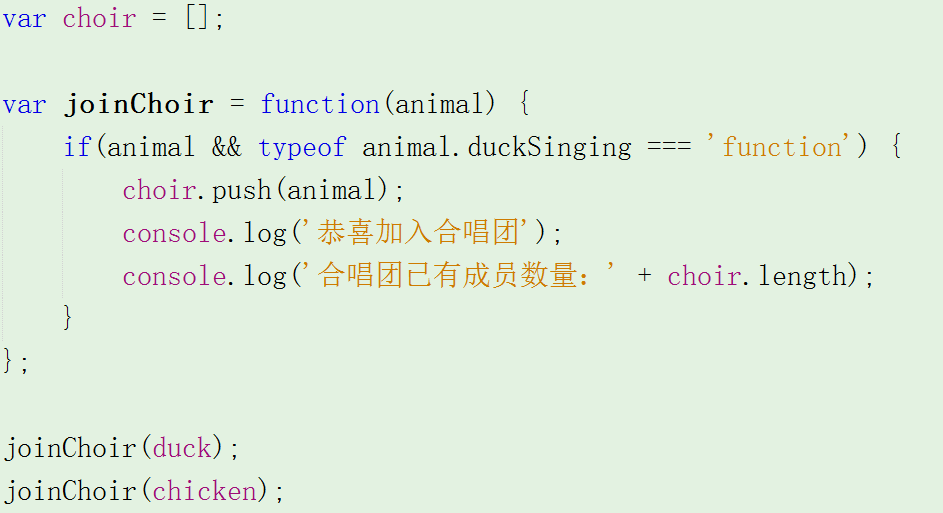 var choir = [];
var joinChoir = function(animal) {
if(animal && typeof animal.duckSinging === 'function') {
choir.push(animal);
console.log('恭喜加入合唱团');
console.log('合唱团已有成员数量：' + choir.length);
}
};
joinChoir(duck);
joinChoir(chicken);